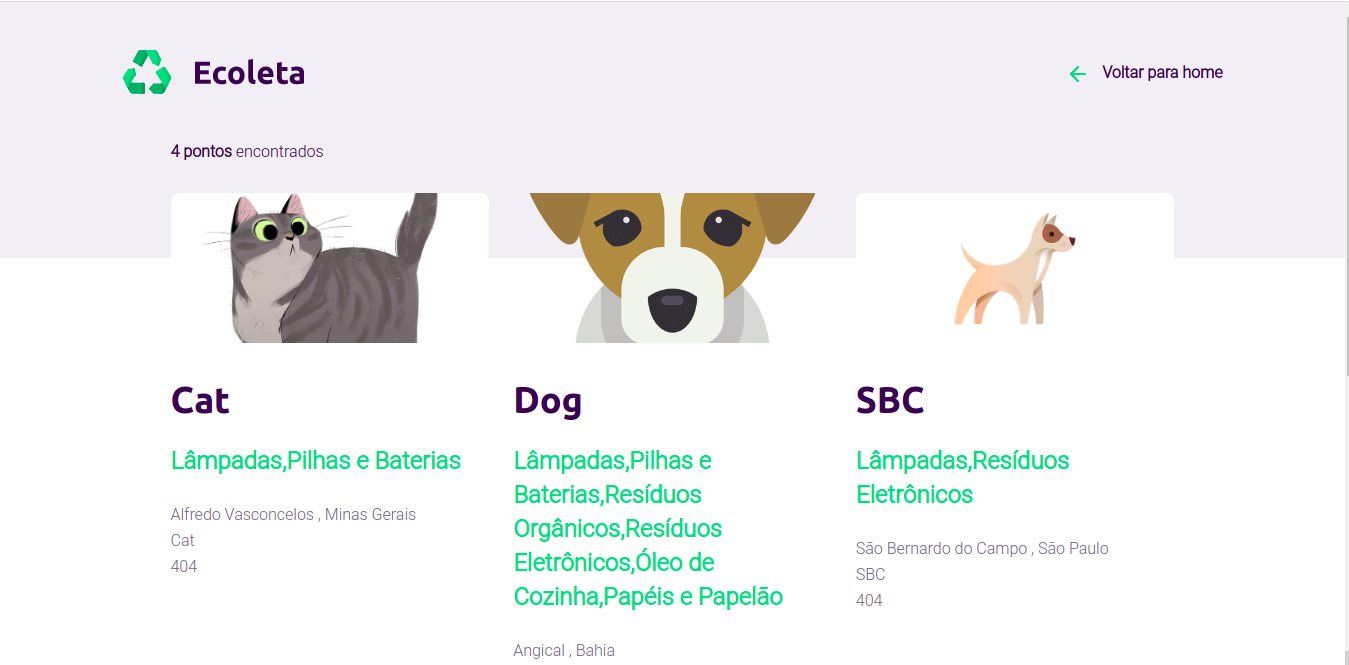 Ecoleta
Voltar para home
4 pontos encontrados
Cat
Lâmpadas,Pilhas e Baterias
Alfredo Vasconcelos , Minas Gerais
Cat
404
Dog
Lâmpadas,Pilhas e
Baterias,Resíduos
Orgânicos,Resíduos
Eletrônicos,Óleo de
Cozinha,Papéis e Papelão
Angical , Bahia
SBC
Lâmpadas,Resíduos
Eletrônicos
São Bernardo do Campo , São Paulo
SBC
404